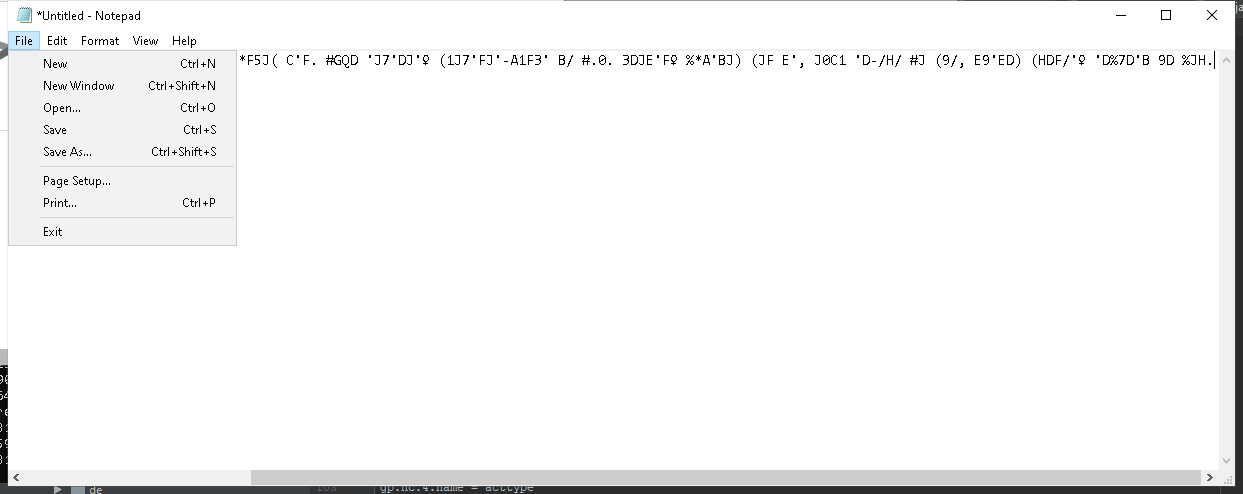 *Untitled - Notepad
File Edit Format View Help
*F5J( C'F. #GQD 'J7'DJ'♀ (1J7'FJ'-A1F3' B/ #.0. 3DJE'F♀ %*A'BJ) (JF E', J0C1 'D-/H/ #J (9/, E9'ED) (HDF/'♀ 'D%7D'B 9D %JH.
New Ctrl+N
New Window Ctrl+Shift+N
Open... Ctrl+O
Save Ctrl+S
Save As... Ctrl+Shift+S
Page Setup...
Print... Ctrl+P
Exit
de
gp.nc.4.name = acttype